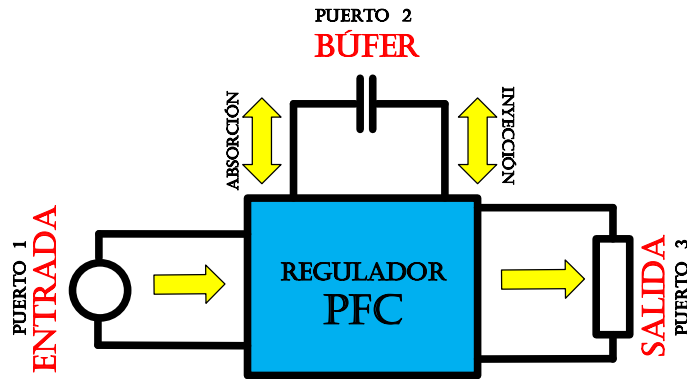 PUERTO 2
BÚFER
ABSORCIÓN
INYECCIÓN
PUERTO 1
ENTRADA
REGULADOR
PFC
SALIDA
PUERTO 3